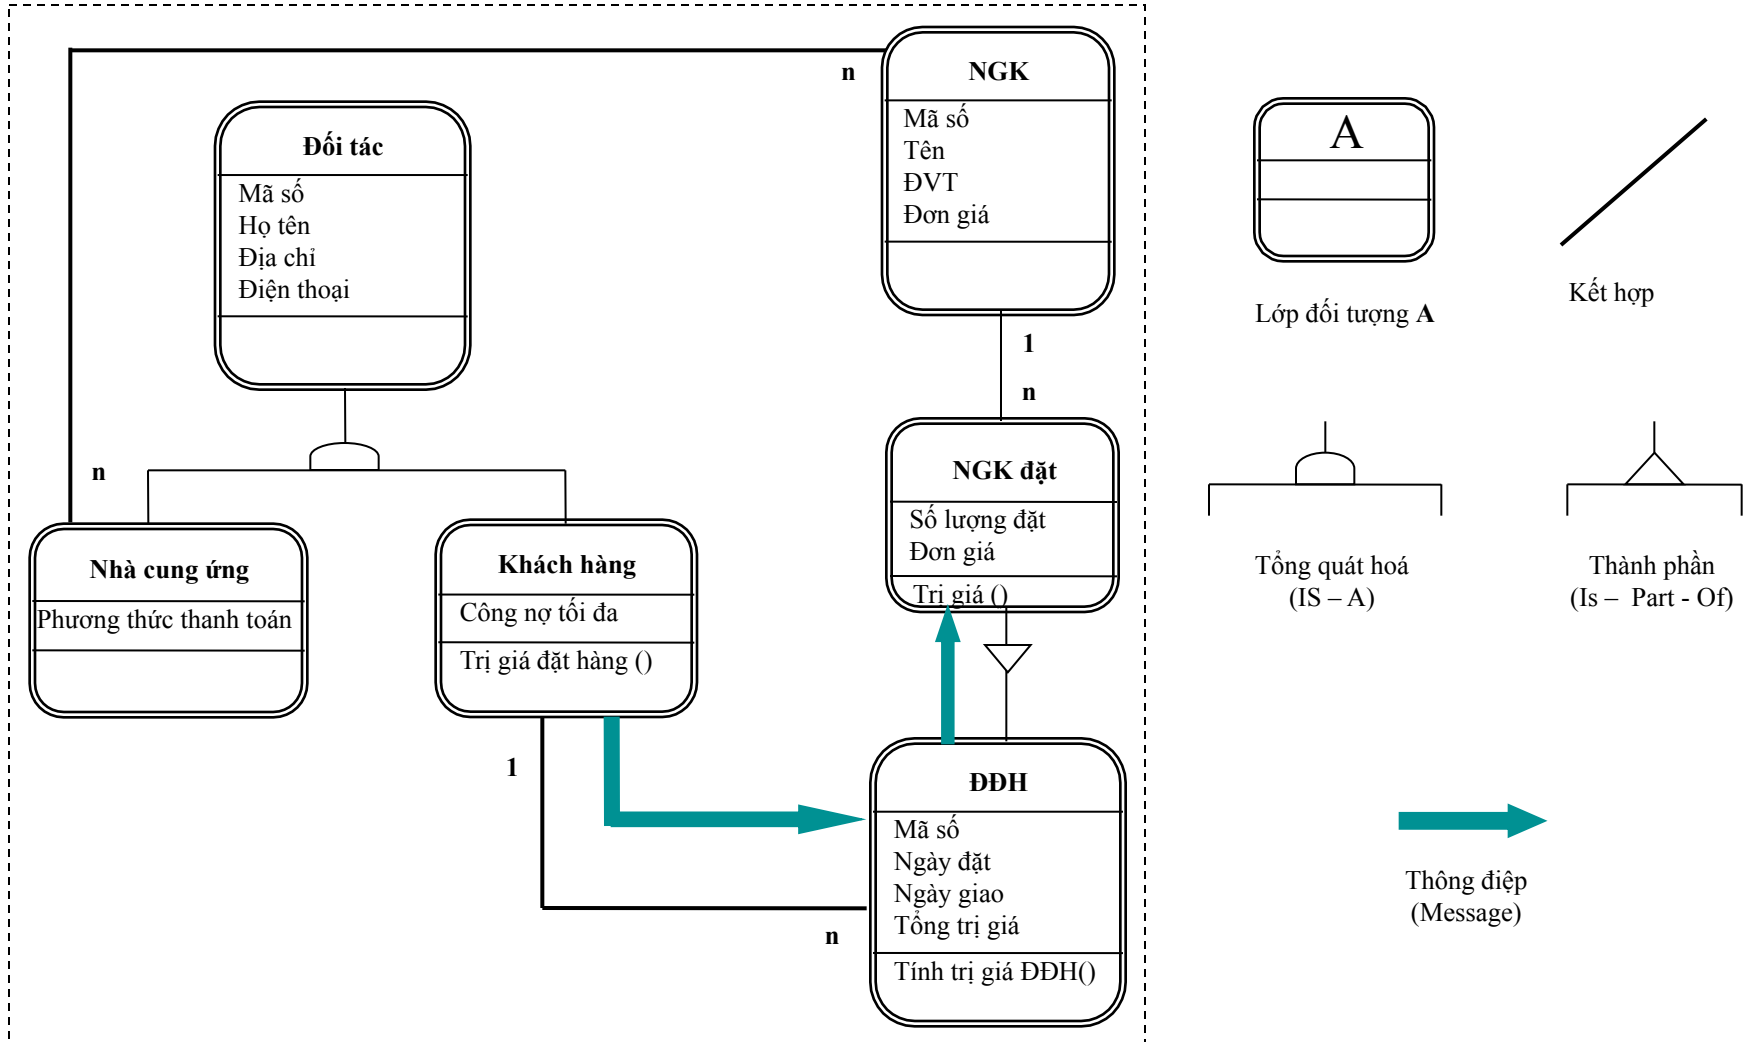 n
NGK
Mã số
Tên
ĐVT
Đơn giá
Đối tác
Mã số
Họ tên
Địa chỉ
Điện thoại
1
n
n
NGK đặt
Số lượng đặt
Đơn giá
Trị giá ()
Nhà cung ứng
Phương thức thanh toán
Khách hàng
Công nợ tối đa
Trị giá đặt hàng ()
1
n
ĐĐH
Mã số
Ngày đặt
Ngày giao
Tổng trị giá
Tính trị giá ĐĐH()
A
Lớp đối tượng A
Kết hợp
Tổng quát hoá
(IS – A)
Thành phần
(Is – Part - Of)
Thông điệp
(Message)